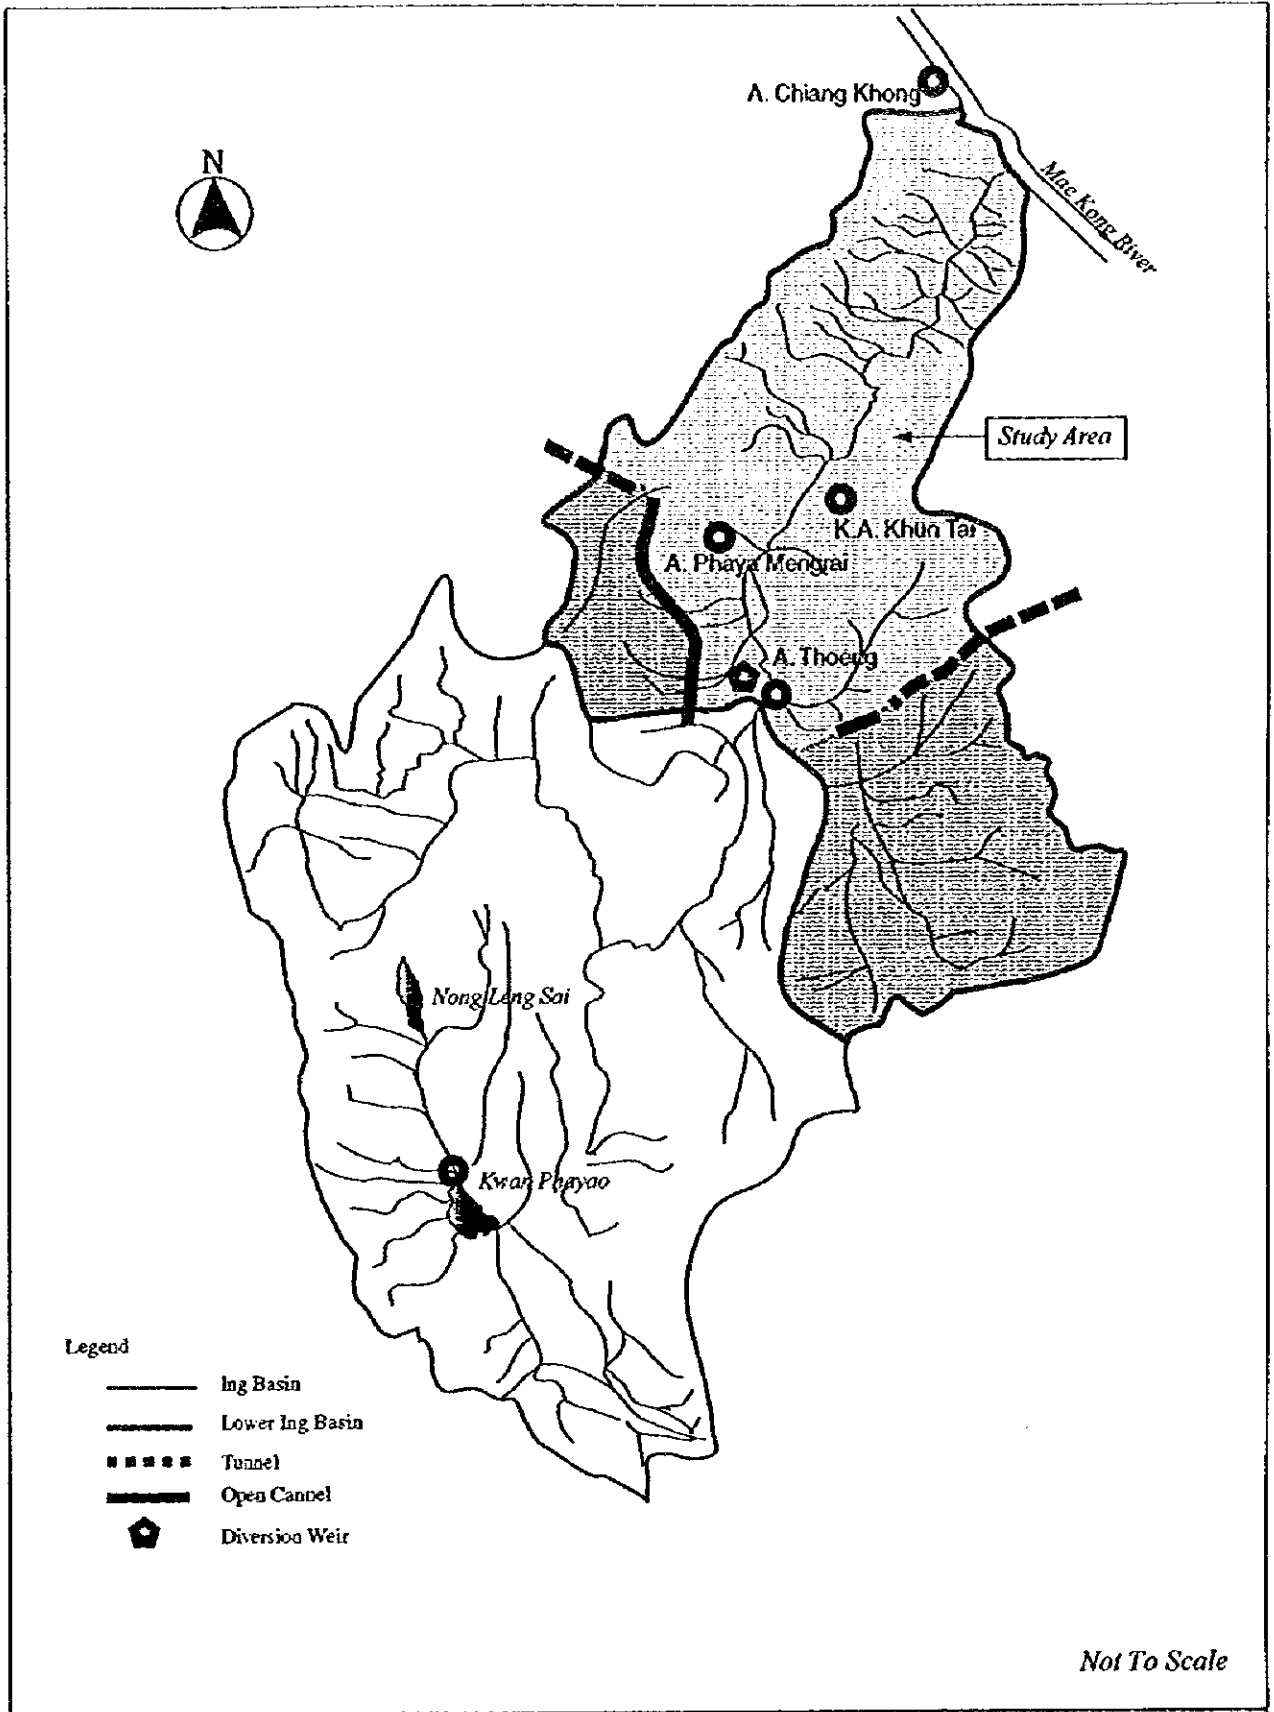 A. Chiang Khong
N
Mae Kong River
Study Area
K.A. Khun Tai
A. Phaya Mengrai
A. Thoeng
Nong Leng Sai
Kwan Phayao
Legend
Ing Basin
Lower Ing Basin
Tunnel
Open Cannel
Diversion Weir
Not To Scale